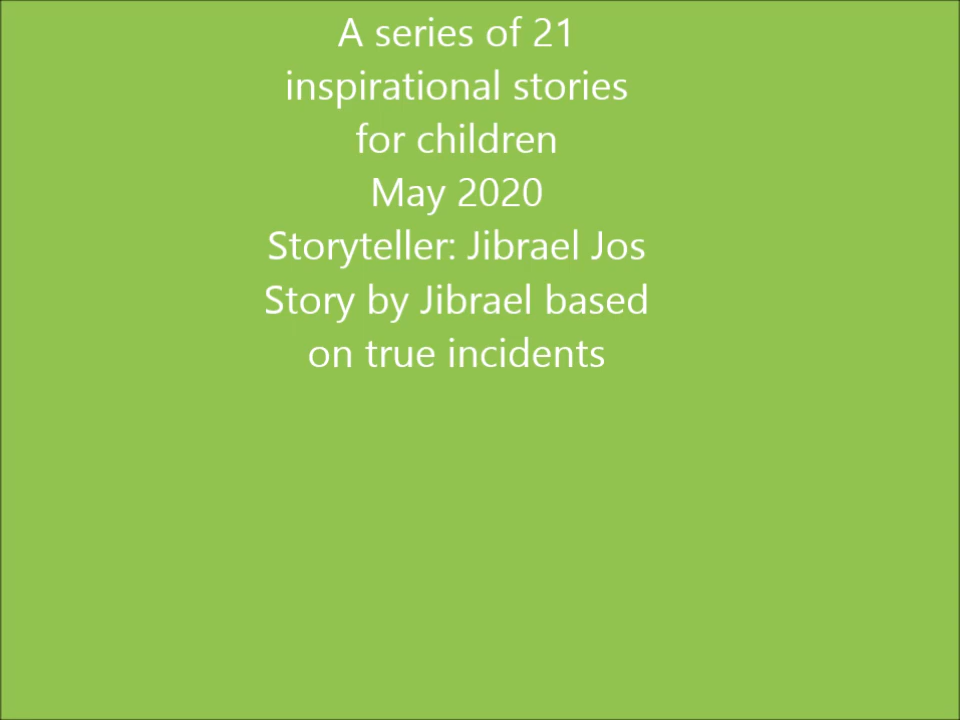 A series of 21
inspirational stories
for children
May 2020
Storyteller: Jibrael Jos
Story by Jibrael based
on true incidents